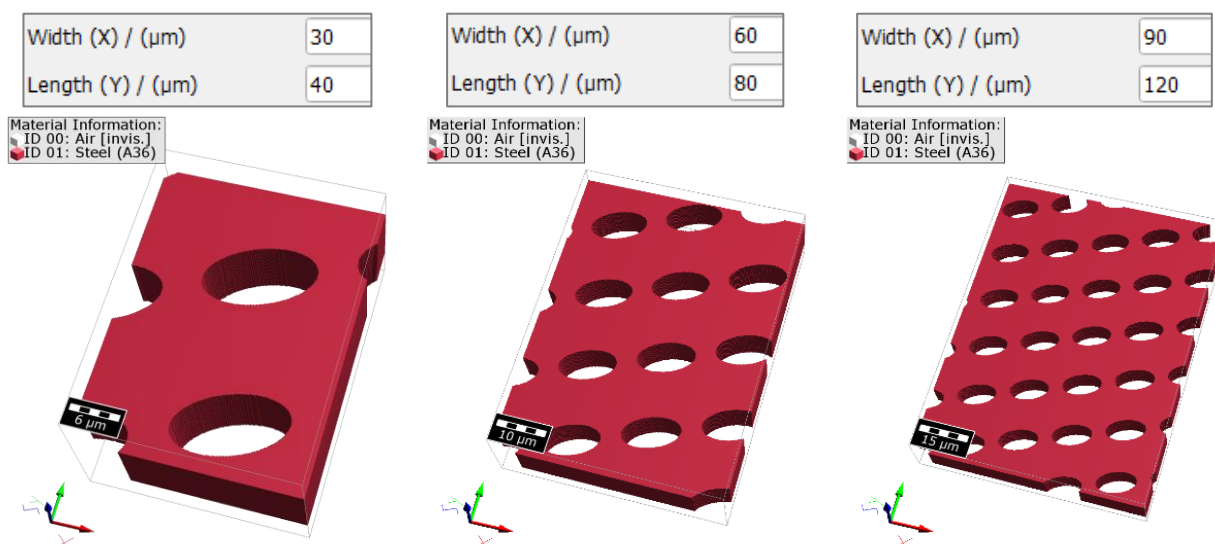 Width (X) / (µm) 30
Length (Y) / (µm) 40
Material Information:
ID 00: Air [invis.]
ID 01: Steel (A36)
6 µm
Width (X) / (µm) 60
Length (Y) / (µm) 80
Material Information:
ID 00: Air [invis.]
ID 01: Steel (A36)
10 µm
Width (X) / (µm) 90
Length (Y) / (µm) 120
Material Information:
ID 00: Air [invis.]
ID 01: Steel (A36)
15 µm